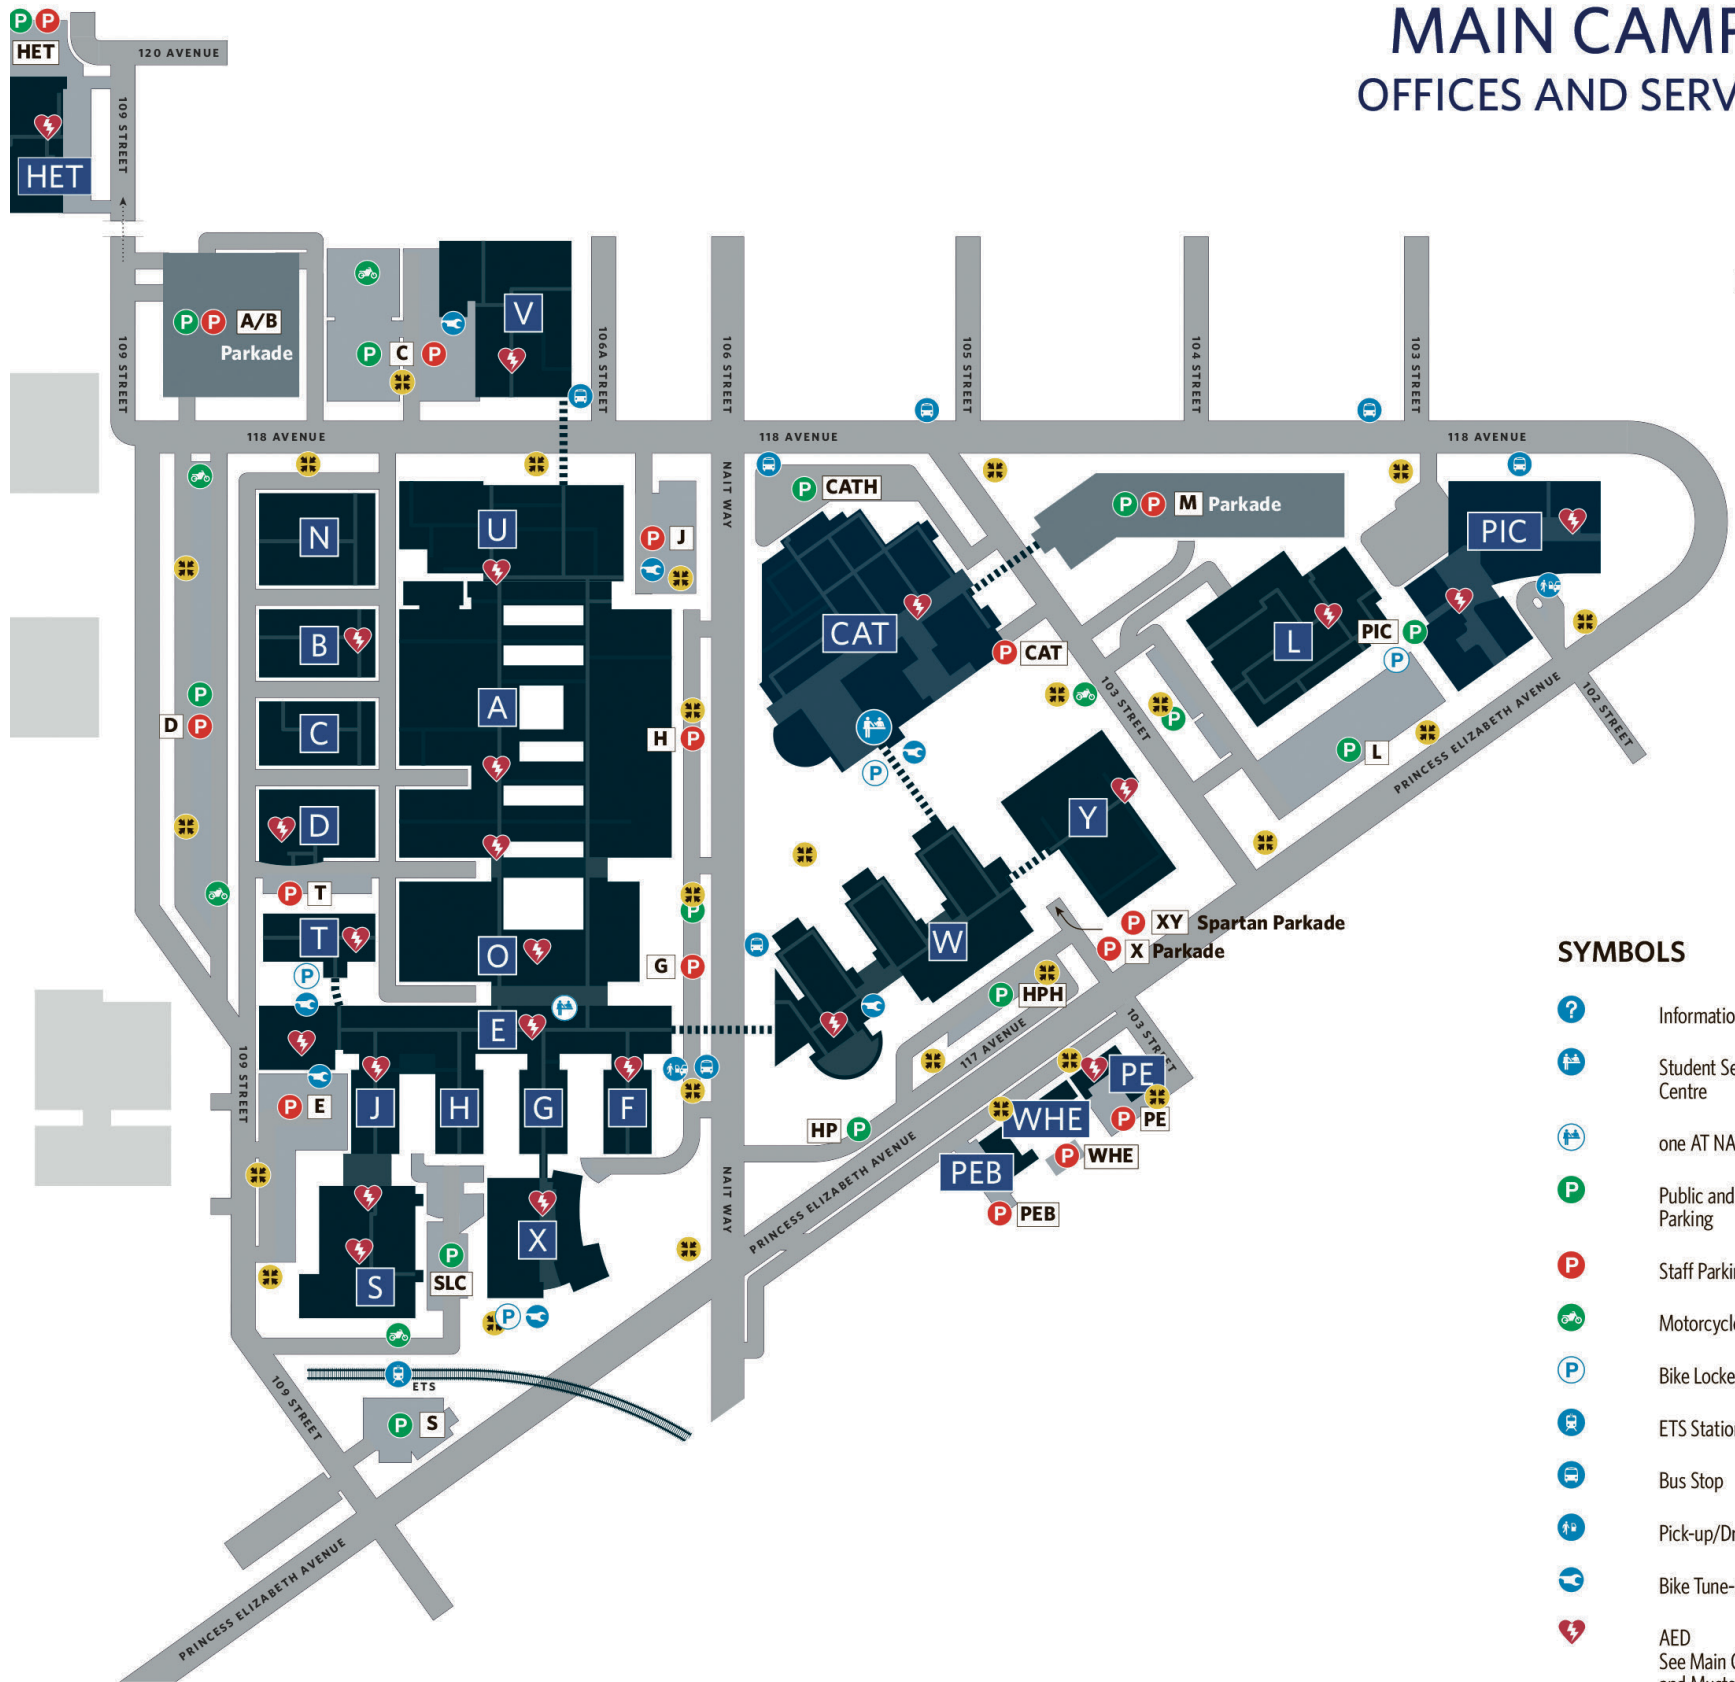 MAIN CAMP
OFFICES AND SERV
P P
HET
120 AVENUE
109 STREET
HET
P P A/B
Parkade
P C P
V
109 STREET
106A STREET
106 STREET
105 STREET
104 STREET
103 STREET
118 AVENUE
118 AVENUE
118 AVENUE
NAIT WAY
P CATH
P P M Parkade
N
U
P J
PIC
B
CAT
P CAT
L
PIC P
P
A
C
D P
P
H P
103 STREET
P
102 STREET
P L
PRINCESS ELIZABETH AVENUE
P
D
Y
P T
P
T
O
G P
W
P XY Spartan Parkade
P X Parkade
P
E
P HPH
117 AVENUE
103 STREET
109 STREET
P E
J
H
G
F
PE
WHE
P PE
HP P
P WHE
PEB
P PEB
NAIT WAY
PRINCESS ELIZABETH AVENUE
X
P
SLC
S
P
ETS
109 STREET
P S
PRINCESS ELIZABETH AVENUE
SYMBOLS
? Informatio
Student Se
Centre
one AT NA
P Public and
Parking
P Staff Parki
Motorcycl
P Bike Locke
ETS Statio
Bus Stop
Pick-up/Dr
Bike Tune-
AED
See Main C